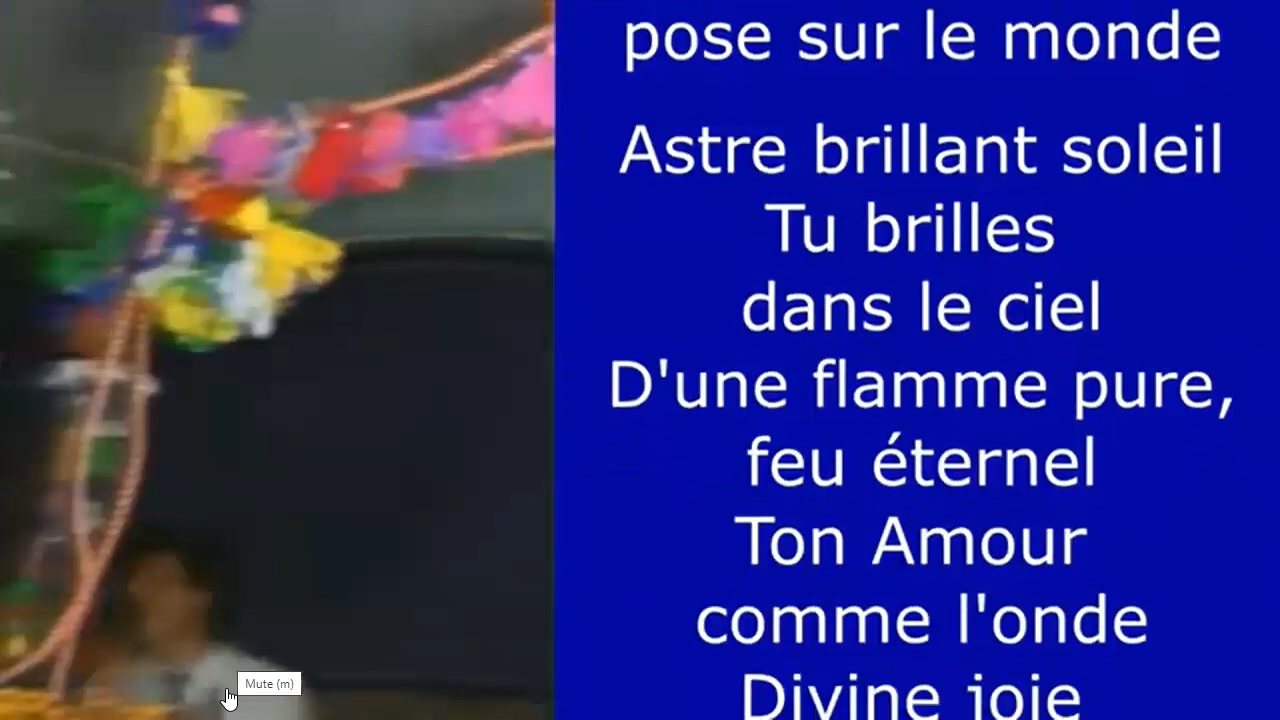 pose sur le monde
Astre brillant soleil
Tu brilles
dans le ciel
D'une flamme pure,
feu éternel
Ton Amour
comme l'onde
Divine joie
Mute (m)